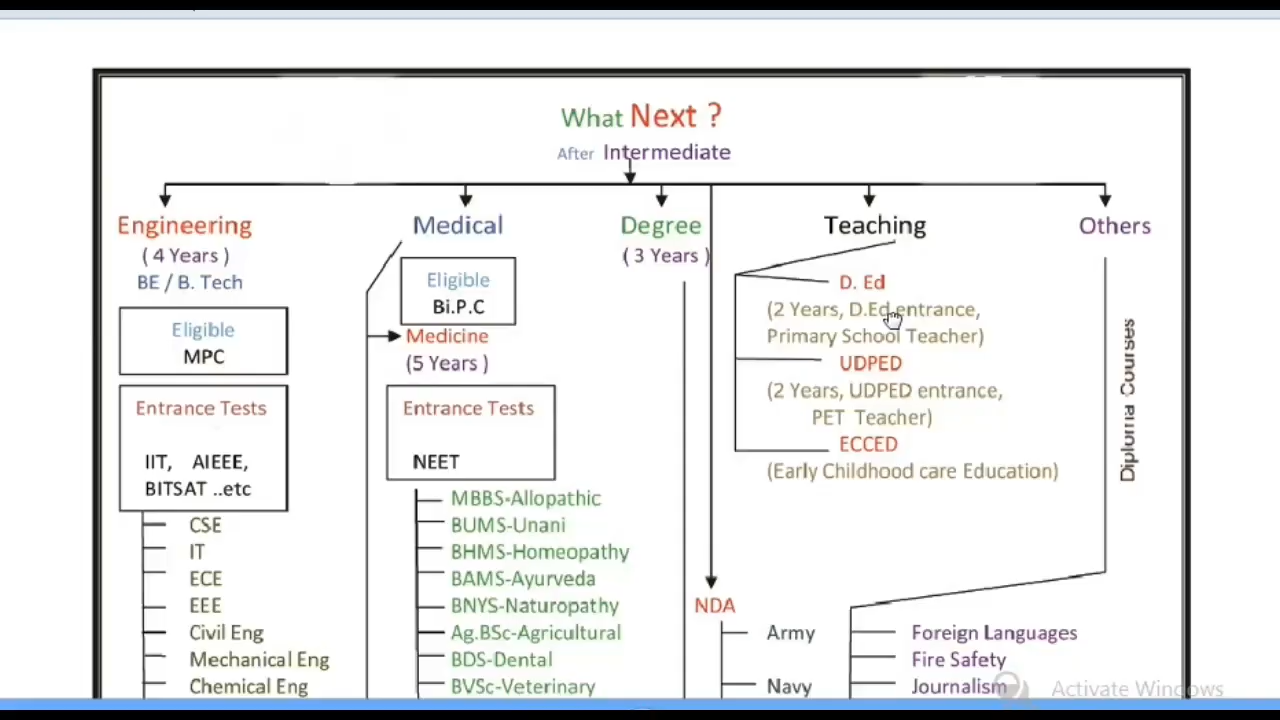 What Next ?
After Intermediate
Engineering
( 4 Years )
BE / B. Tech
Eligible
MPC
Entrance Tests
IIT, AIEEE,
BITSAT ..etc
CSE
IT
ECE
EEE
Civil Eng
Mechanical Eng
Chemical Eng
Medical
Eligible
Bi.P.C
Medicine
(5 Years )
Entrance Tests
NEET
MBBS-Allopathic
BUMS-Unani
BHMS-Homeopathy
BAMS-Ayurveda
BNYS-Naturopathy
Ag.BSc-Agricultural
BDS-Dental
BVSc-Veterinary
Degree
( 3 Years )
NDA
Army
Navy
Teaching
D. Ed
(2 Years, D.Ed entrance,
Primary School Teacher)
UDPED
(2 Years, UDPED entrance,
PET Teacher)
ECCED
(Early Childhood care Education)
Others
Diploma Courses
Foreign Languages
Fire Safety
Journalism
Activate Windows